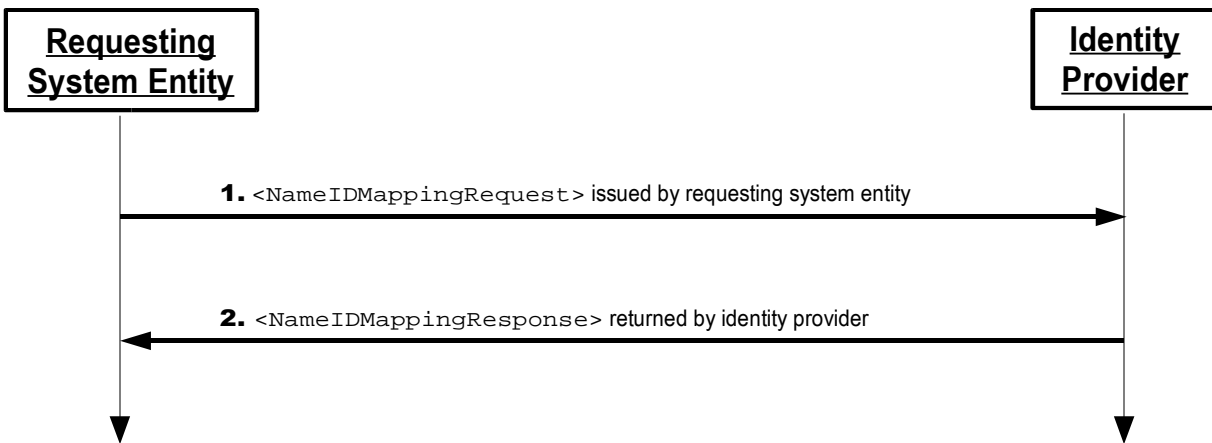 Requesting
System Entity
Identity
Provider
1. <NameIDMappingRequest> issued by requesting system entity
2. <NameIDMappingResponse> returned by identity provider